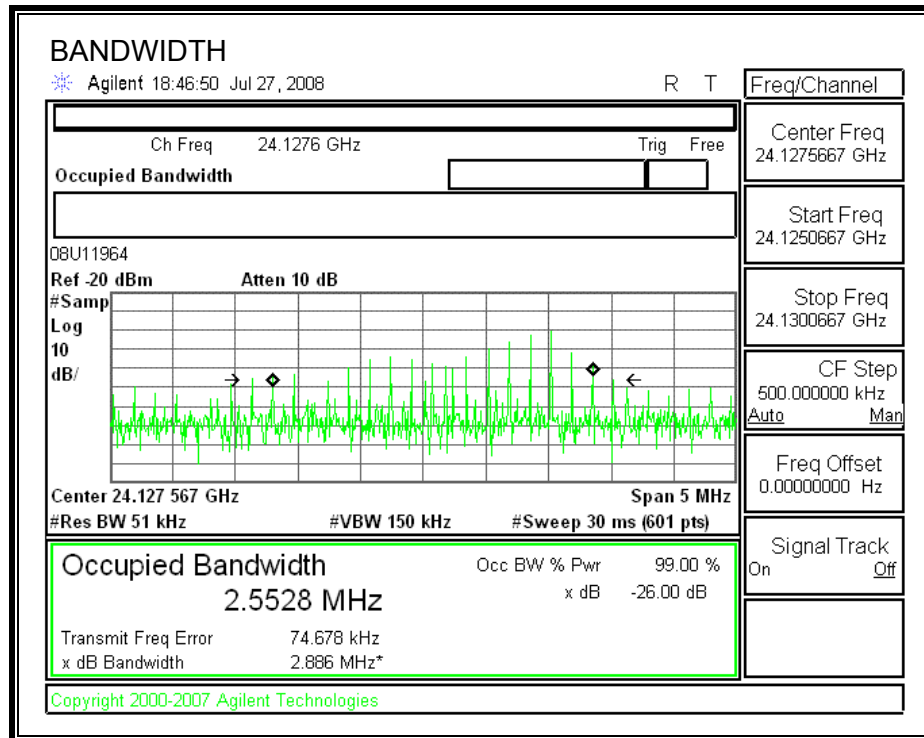 BANDWIDTH
Agilent 18:46:50 Jul 27, 2008 R T
Ch Freq 24.1276 GHz Trig Free
Occupied Bandwidth
08U11964
Ref -20 dBm Atten 10 dB
#Samp
Log
10
dB/
Center 24.127 567 GHz Span 5 MHz
#Res BW 51 kHz #VBW 150 kHz #Sweep 30 ms (601 pts)
Occupied Bandwidth
2.5528 MHz
Occ BW % Pwr 99.00 %
x dB -26.00 dB
Transmit Freq Error 74.678 kHz
x dB Bandwidth 2.886 MHz*
Copyright 2000-2007 Agilent Technologies
Freq/Channel
Center Freq
24.1275667 GHz
Start Freq
24.1250667 GHz
Stop Freq
24.1300667 GHz
CF Step
500.000000 kHz
Auto Man
Freq Offset
0.00000000 Hz
Signal Track
On Off